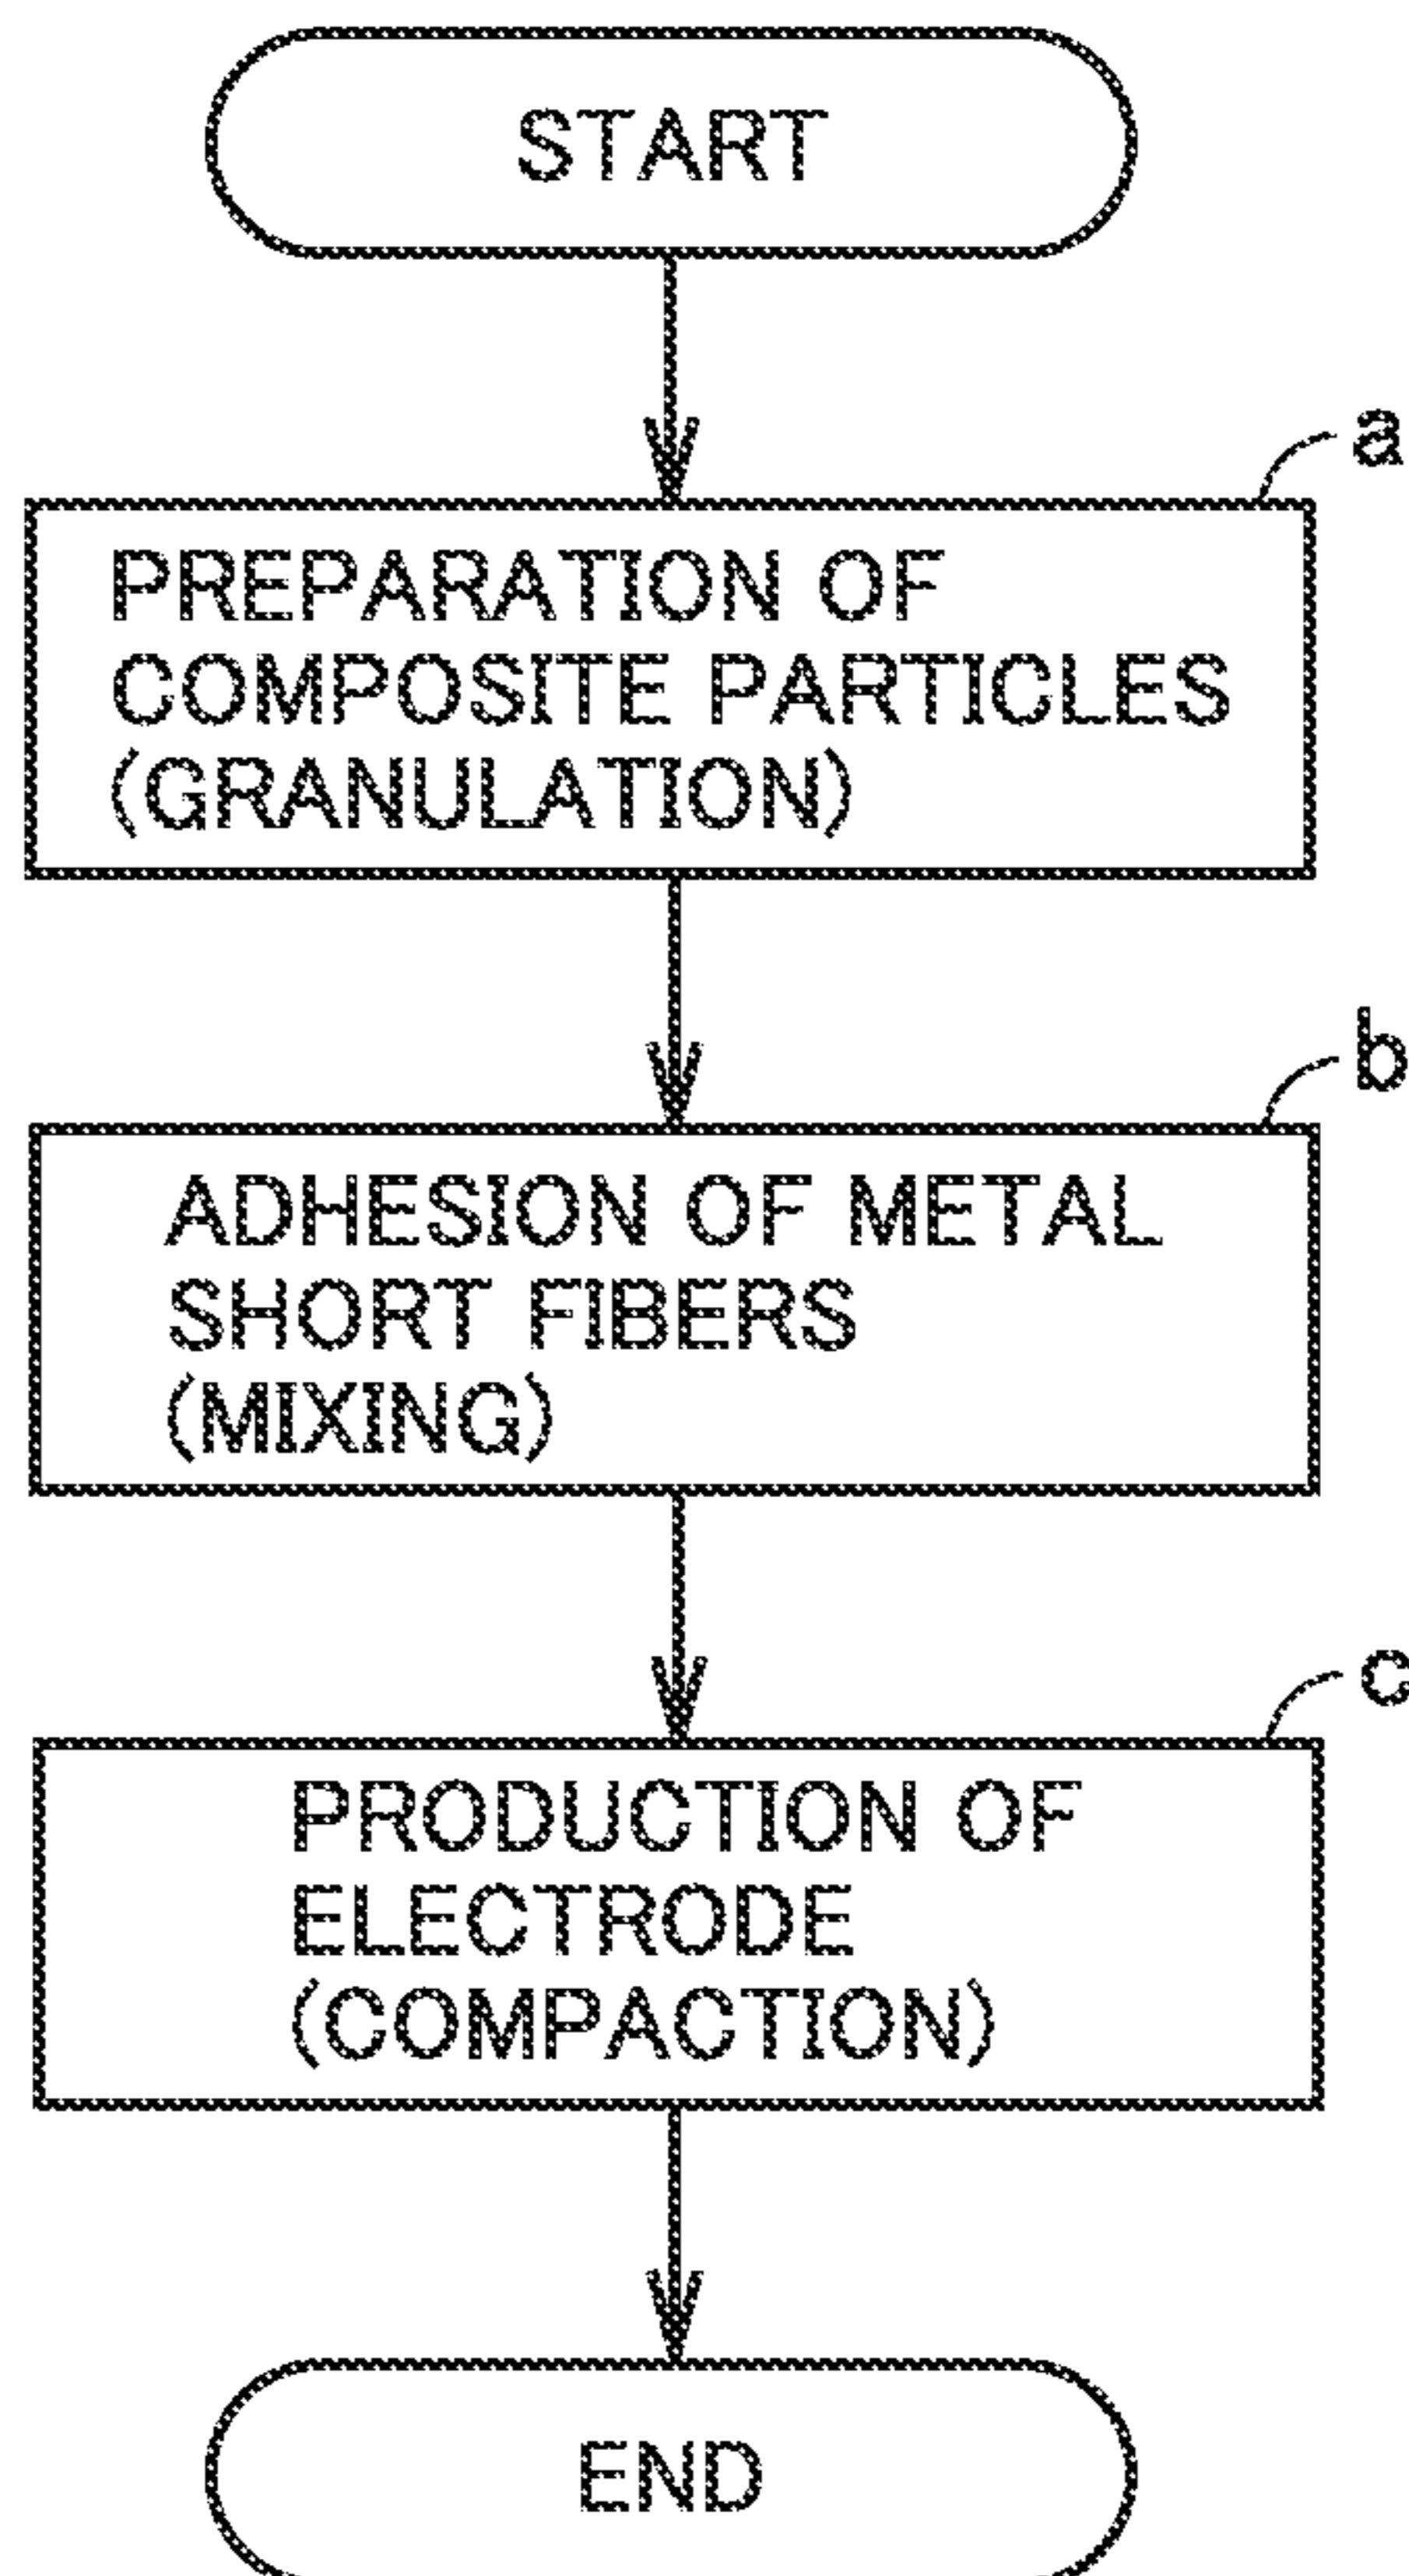 START
a
PREPARATION OF
COMPOSITE PARTICLES
(GRANULATION)
b
ADHESION OF METAL
SHORT FIBERS
(MIXING)
c
PRODUCTION OF
ELECTRODE
(COMPACTION)
END